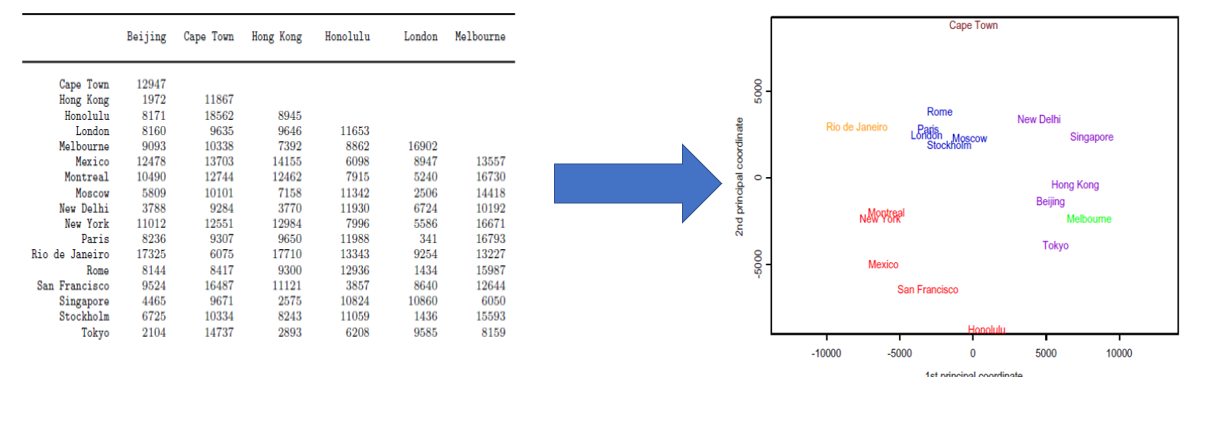 Beijing Cape Town Hong Kong Honolulu London Melbourne
Cape Town 12947
Hong Kong 1972 11867
Honolulu 8171 18562 8945
London 8160 9635 9646 11653
Melbourne 9093 10338 7392 8862 16902
Mexico 12478 13703 14155 6098 8947 13557
Montreal 10490 12744 12462 7915 5240 16730
Moscow 5809 10101 7158 11342 2506 14418
New Delhi 3788 9284 3770 11930 6724 10192
New York 11012 12551 12984 7996 5586 16671
Paris 8236 9307 9650 11988 341 16793
Rio de Janeiro 17325 6075 17710 13343 9254 13227
Rome 8144 8417 9300 12936 1434 15987
San Francisco 9524 16487 11121 3857 8640 12644
Singapore 4465 9671 2575 10824 10860 6050
Stockholm 6725 10334 8243 11059 1436 15593
Tokyo 2104 14737 2893 6208 9585 8159
2nd principal coordinate
5000
0
-5000
Cape Town
Rome
New Delhi
Rio de Janeiro
Paris
London
Moscow
Singapore
Stockholm
Hong Kong
Beijing
Montreal
New York
Melbourne
Tokyo
Mexico
San Francisco
Honolulu
-10000 -5000 0 5000 10000
1st principal coordinate